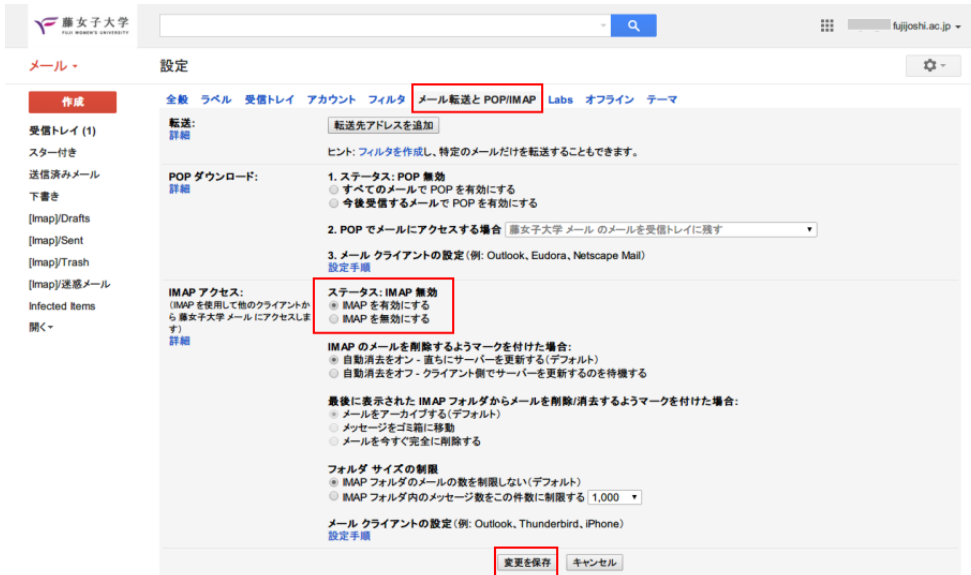 藤女子大学
FUJI WOMEN'S UNIVERSITY
fujijoshi.ac.jp
メール
設定
作成
受信トレイ (1)
スター付き
送信済みメール
下書き
[Imap]/Drafts
[Imap]/Sent
[Imap]/Trash
[Imap]/迷惑メール
Infected Items
開く
全般 ラベル 受信トレイ アカウント フィルタ メール転送と POP/IMAP Labs オフライン テーマ
転送:
詳細
転送先アドレスを追加
ヒント: フィルタを作成し、特定のメールだけを転送することもできます。
POP ダウンロード:
詳細
1. ステータス: POP 無効
すべてのメールで POP を有効にする
今後受信するメールで POP を有効にする
2. POP でメールにアクセスする場合 藤女子大学 メール のメールを受信トレイに残す
3. メール クライアントの設定 (例: Outlook、Eudora、Netscape Mail)
設定手順
IMAP アクセス:
(IMAP を使用して他のクライアントか
ら 藤女子大学 メール にアクセスしま
す)
詳細
ステータス: IMAP 無効
IMAP を有効にする
IMAP を無効にする
IMAP のメールを削除するようマークを付けた場合:
自動消去をオン - 直ちにサーバーを更新する (デフォルト)
自動消去をオフ - クライアント側でサーバーを更新するのを待機する
最後に表示された IMAP フォルダからメールを削除/消去するようマークを付けた場合:
メールをアーカイブする (デフォルト)
メッセージをゴミ箱に移動
メールを今すぐ完全に削除する
フォルダ サイズの制限
IMAP フォルダのメールの数を制限しない (デフォルト)
IMAP フォルダ内のメッセージ数をこの件数に制限する 1,000
メール クライアントの設定 (例: Outlook、Thunderbird、iPhone)
設定手順
変更を保存 キャンセル